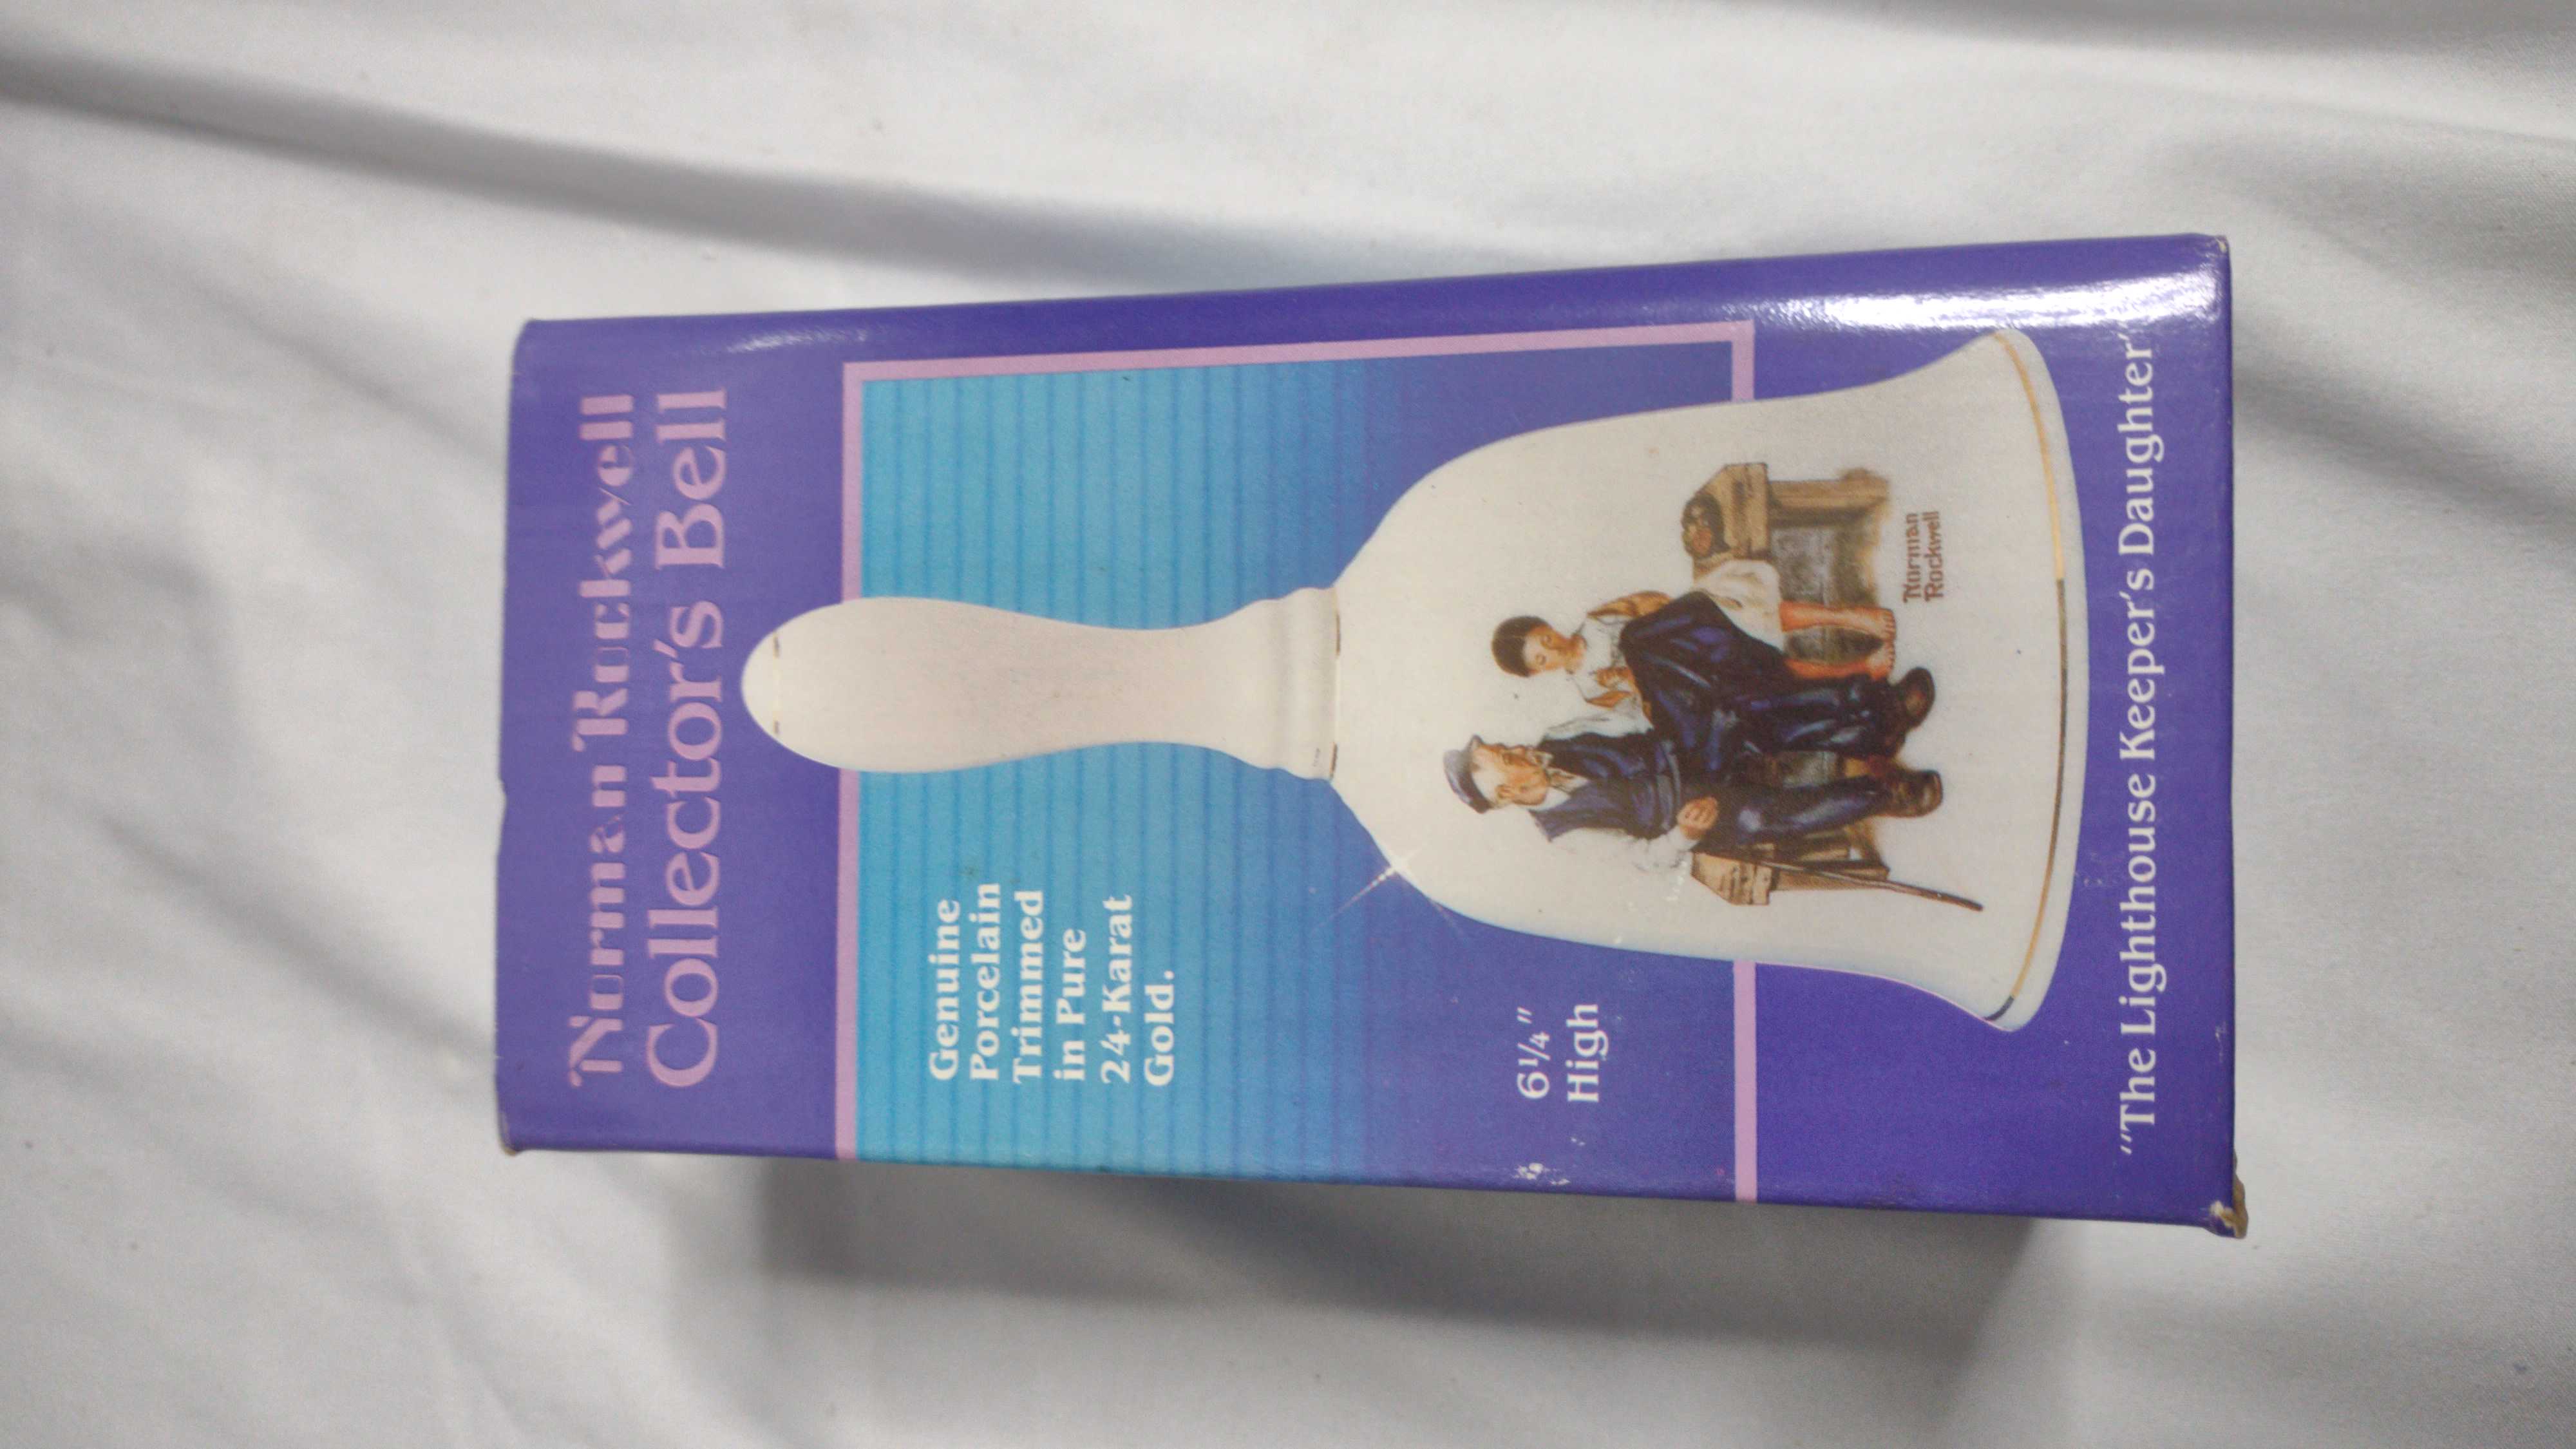 Norman Rockwell
Collector's Bell
Genuine
Porcelain
Trimmed
in Pure
24-Karat
Gold.
6¼"
High
Norman
Rockwell
"The Lighthouse Keeper's Daughter"